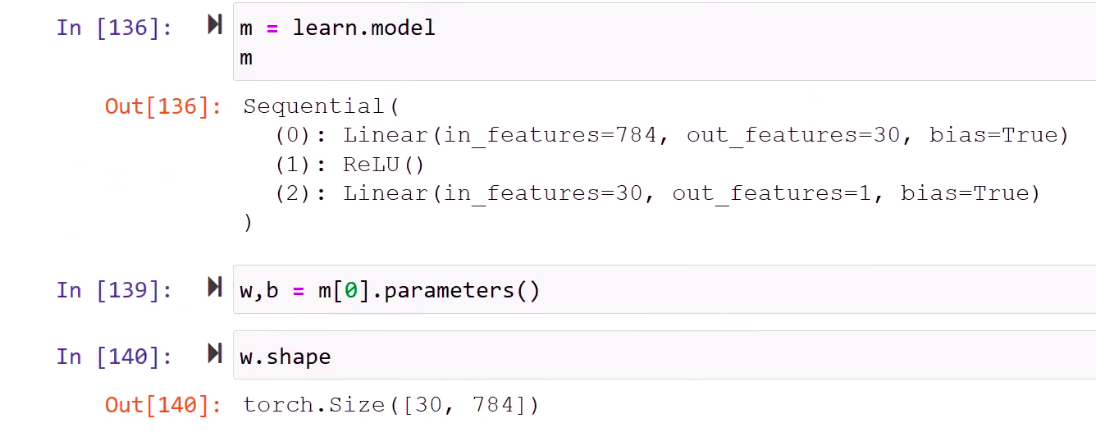 In [136]: m = learn.model
m
Out[136]: Sequential(
  (0): Linear(in_features=784, out_features=30, bias=True)
  (1): ReLU()
  (2): Linear(in_features=30, out_features=1, bias=True)
)
In [139]: w,b = m[0].parameters()
In [140]: w.shape
Out[140]: torch.Size([30, 784])